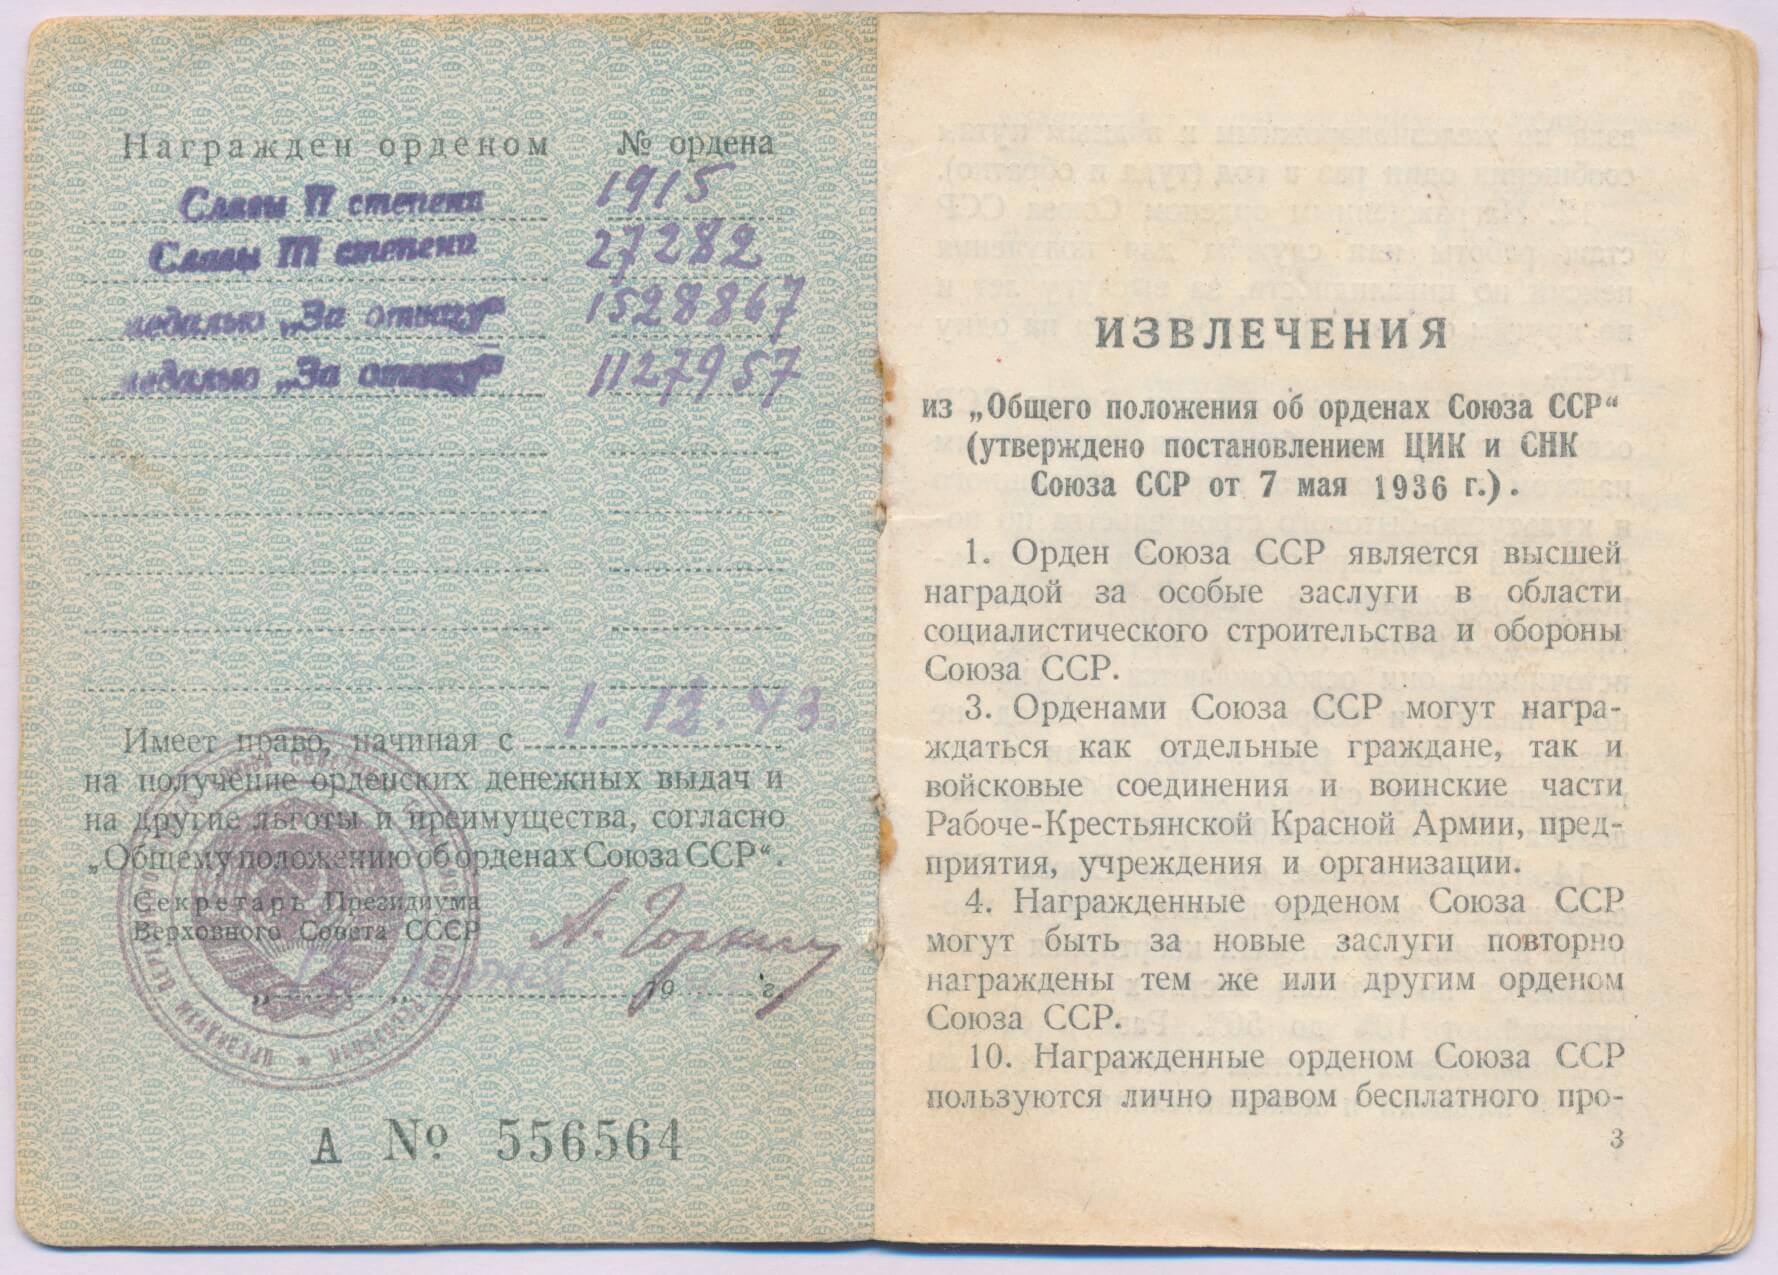 Награжден орденом № ордена
Славы II степени 1915
Славы III степени 27282
медалью „За отвагу“ 1528867
медалью „За отвагу“ 1127957
Имеет право, начиная с 1.12.43.
на получение орденских денежных выдач и
на другие льготы и преимущества, согласно
„Общему положению об орденах Союза ССР“.
Секретарь Президиума
Верховного Совета СССР А. Горкин
„ “ 19 г.
А № 556564
ИЗВЛЕЧЕНИЯ
из „Общего положения об орденах Союза ССР“
(утверждено постановлением ЦИК и СНК
Союза ССР от 7 мая 1936 г.).
1. Орден Союза ССР является высшей
наградой за особые заслуги в области
социалистического строительства и обороны
Союза ССР.
3. Орденами Союза ССР могут награ-
ждаться как отдельные граждане, так и
войсковые соединения и воинские части
Рабоче-Крестьянской Красной Армии, пред-
приятия, учреждения и организации.
4. Награжденные орденом Союза ССР
могут быть за новые заслуги повторно
награждены тем же или другим орденом
Союза ССР.
10. Награжденные орденом Союза ССР
пользуются лично правом бесплатного про-
3